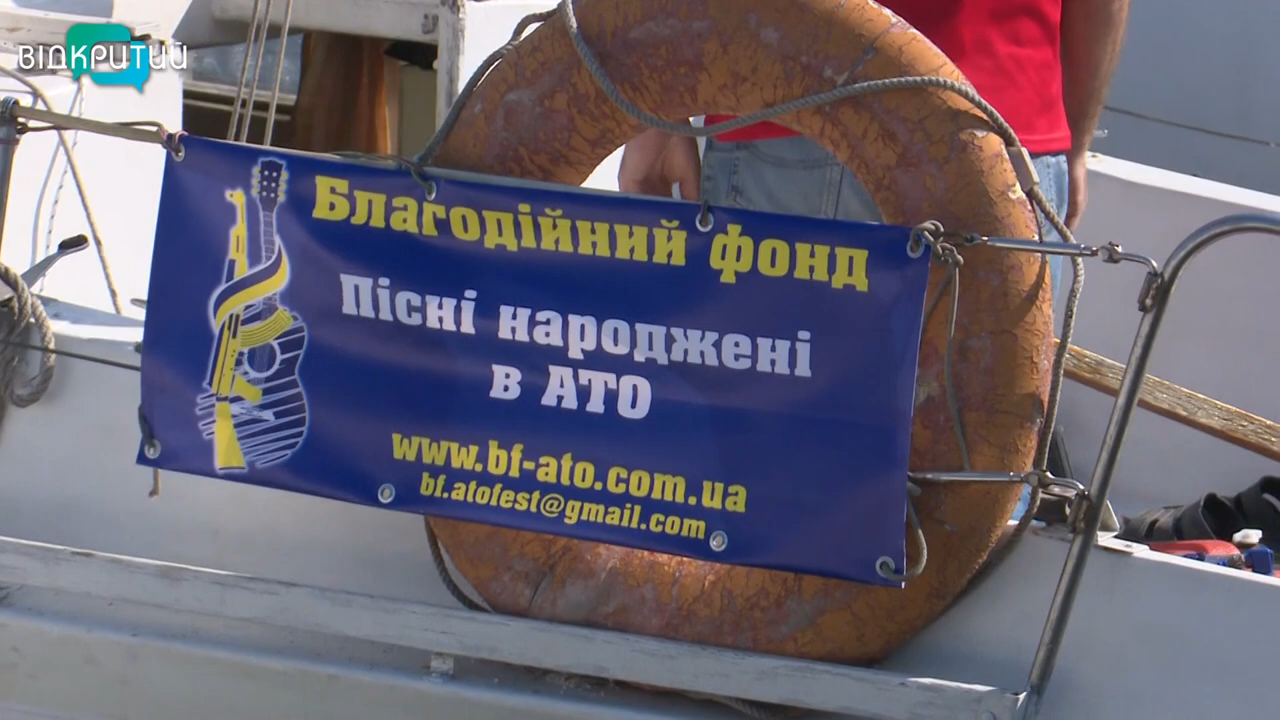 ВІДКРИТИЙ
Благодійний фонд
Пісні народжені
в АТО
www.bf-ato.com.ua
bf.atofest@gmail.com